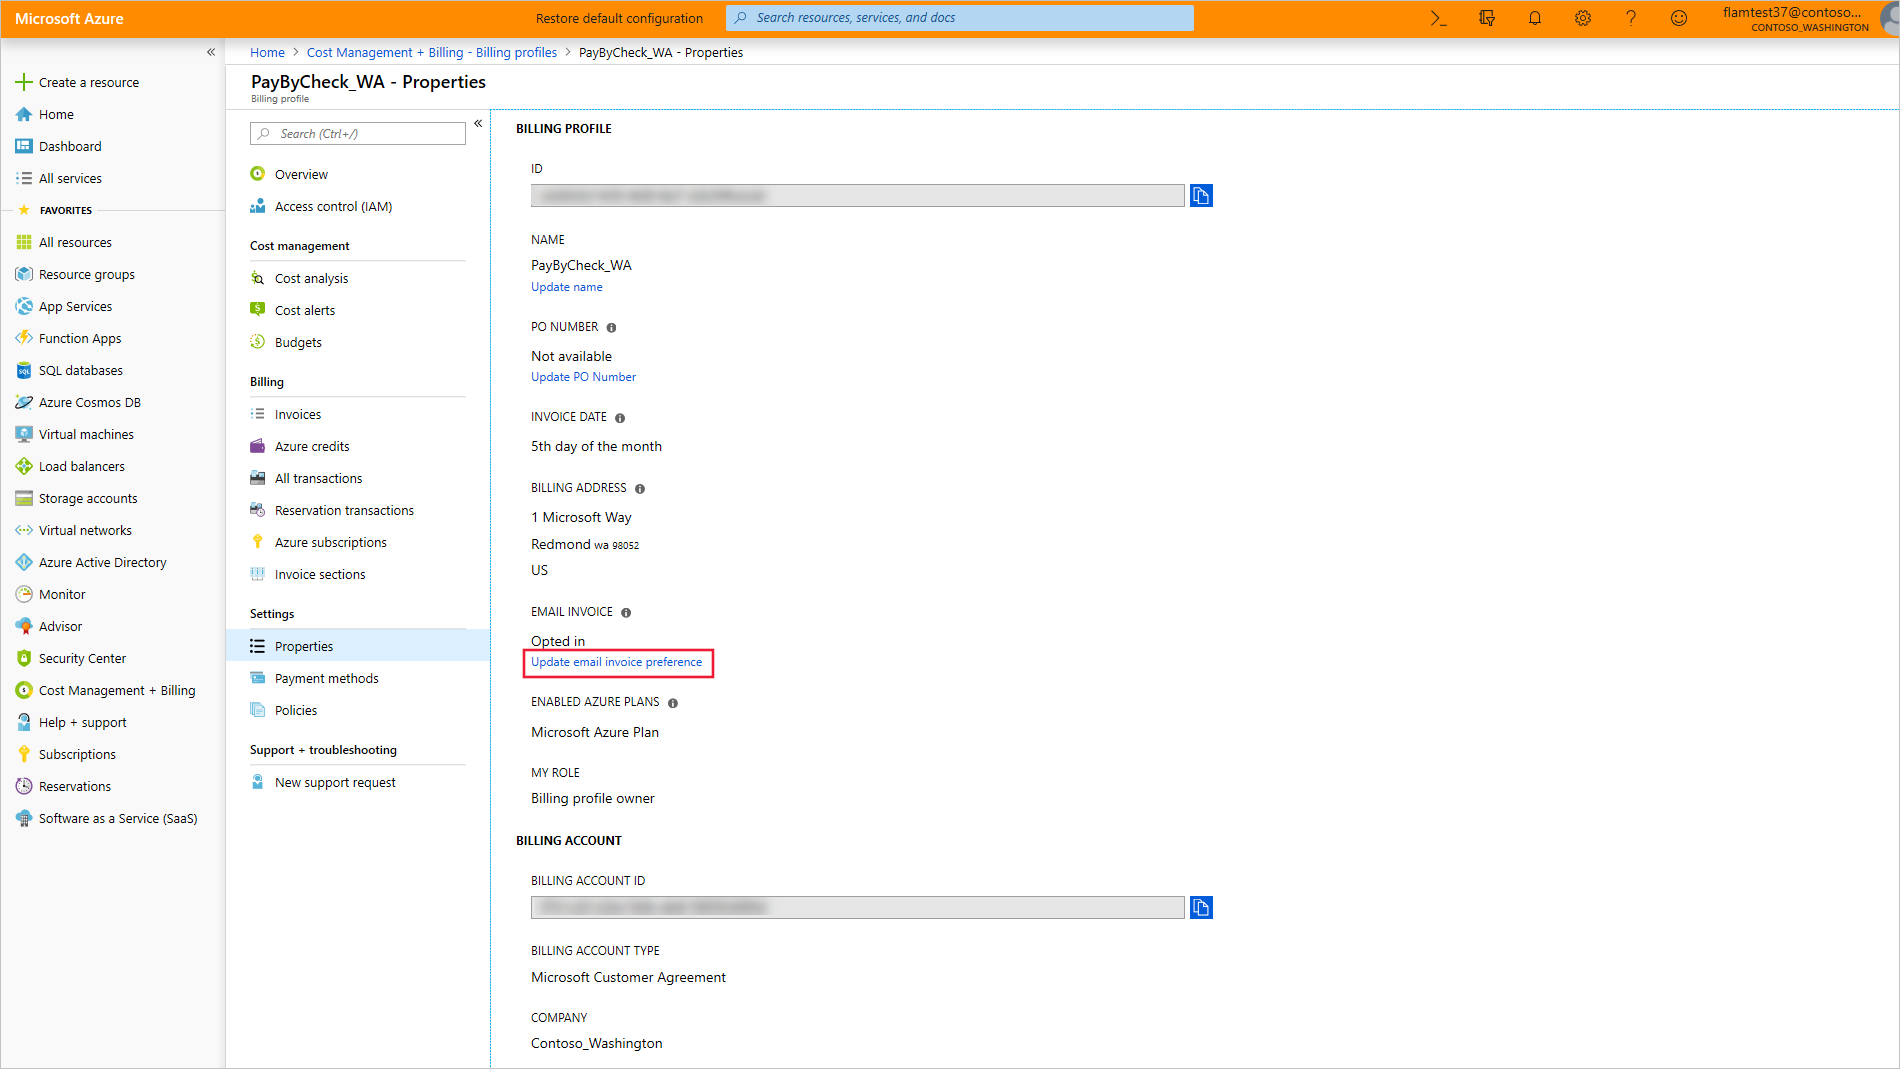 Microsoft Azure
Restore default configuration
Search resources, services, and docs
flamtest37@contoso...
CONTOSO_WASHINGTON
Create a resource
Home
Dashboard
All services
FAVORITES
All resources
Resource groups
App Services
Function Apps
SQL databases
Azure Cosmos DB
Virtual machines
Load balancers
Storage accounts
Virtual networks
Azure Active Directory
Monitor
Advisor
Security Center
Cost Management + Billing
Help + support
Subscriptions
Reservations
Software as a Service (SaaS)
Home > Cost Management + Billing - Billing profiles > PayByCheck_WA - Properties
PayByCheck_WA - Properties
Billing profile
Search (Ctrl+/)
Overview
Access control (IAM)
Cost management
Cost analysis
Cost alerts
Budgets
Billing
Invoices
Azure credits
All transactions
Reservation transactions
Azure subscriptions
Invoice sections
Settings
Properties
Payment methods
Policies
Support + troubleshooting
New support request
BILLING PROFILE
ID
NAME
PayByCheck_WA
Update name
PO NUMBER
Not available
Update PO Number
INVOICE DATE
5th day of the month
BILLING ADDRESS
1 Microsoft Way
Redmond wa 98052
US
EMAIL INVOICE
Opted in
Update email invoice preference
ENABLED AZURE PLANS
Microsoft Azure Plan
MY ROLE
Billing profile owner
BILLING ACCOUNT
BILLING ACCOUNT ID
BILLING ACCOUNT TYPE
Microsoft Customer Agreement
COMPANY
Contoso_Washington